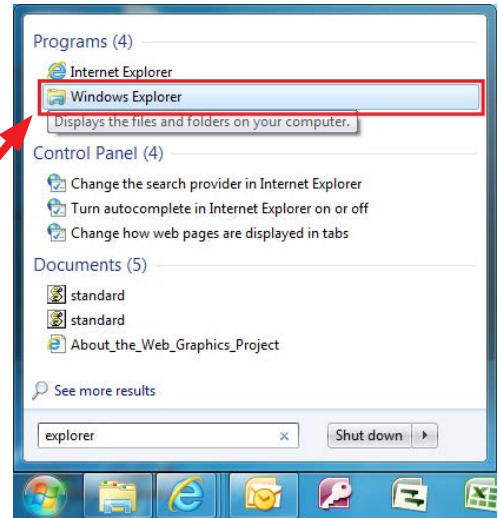 Programs (4)
Internet Explorer
Windows Explorer
Displays the files and folders on your computer.
Control Panel (4)
Change the search provider in Internet Explorer
Turn autocomplete in Internet Explorer on or off
Change how web pages are displayed in tabs
Documents (5)
standard
standard
About_the_Web_Graphics_Project
See more results
explorer
Shut down